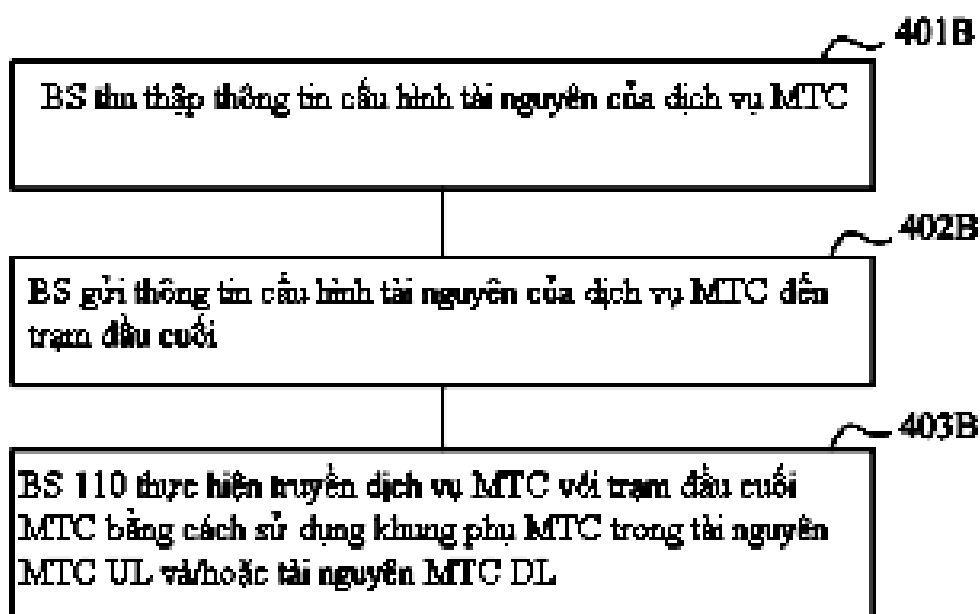 401B
BS thu thập thông tin cấu hình tài nguyên của dịch vụ MTC
402B
BS gửi thông tin cấu hình tài nguyên của dịch vụ MTC đến
trạm đầu cuối
403B
BS 110 thực hiện truyền dịch vụ MTC với trạm đầu cuối
MTC bằng cách sử dụng khung phụ MTC trong tài nguyên
MTC UL và/hoặc tài nguyên MTC DL